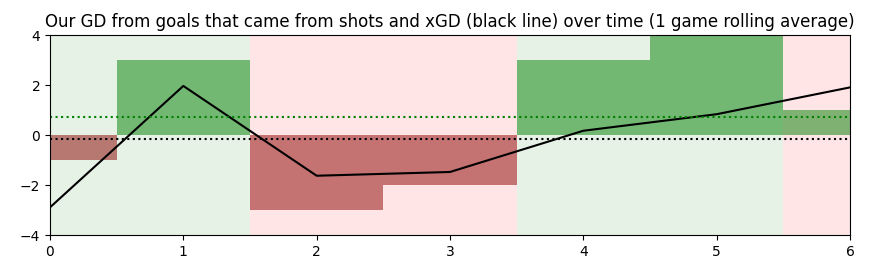 Our GD from goals that came from shots and xGD (black line) over time (1 game rolling average)
4
2
0
−2
−4
0 1 2 3 4 5 6